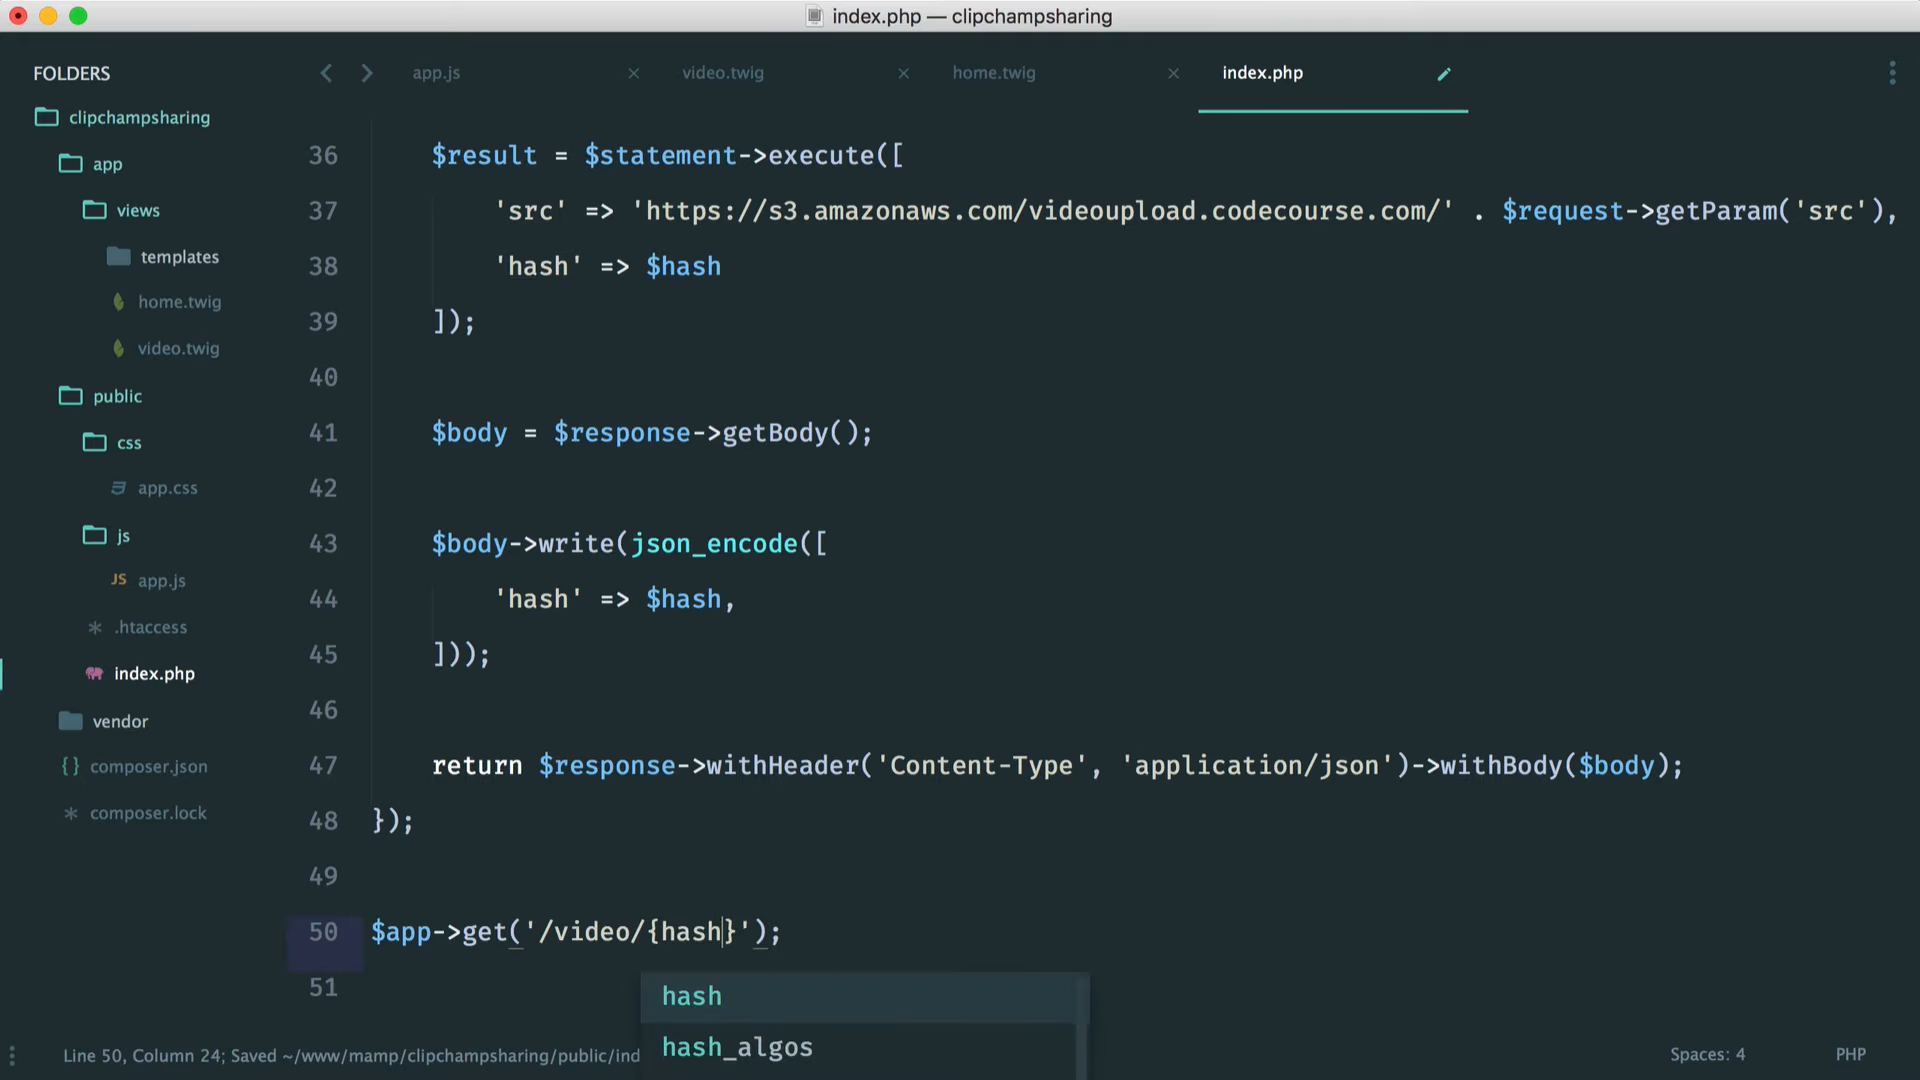 index.php — clipchampsharing
FOLDERS
clipchampsharing
app
views
templates
home.twig
video.twig
public
css
app.css
js
JS app.js
.htaccess
index.php
vendor
{} composer.json
* composer.lock
app.js
video.twig
home.twig
index.php
36 $result = $statement->execute([
37 'src' => 'https://s3.amazonaws.com/videoupload.codecourse.com/' . $request->getParam('src'),
38 'hash' => $hash
39 ]);
40
41 $body = $response->getBody();
42
43 $body->write(json_encode([
44 'hash' => $hash,
45 ]));
46
47 return $response->withHeader('Content-Type', 'application/json')->withBody($body);
48 });
49
50 $app->get('/video/{hash}');
51
hash
hash_algos
Line 50, Column 24; Saved ~/www/mamp/clipchampsharing/public/ind
Spaces: 4
PHP